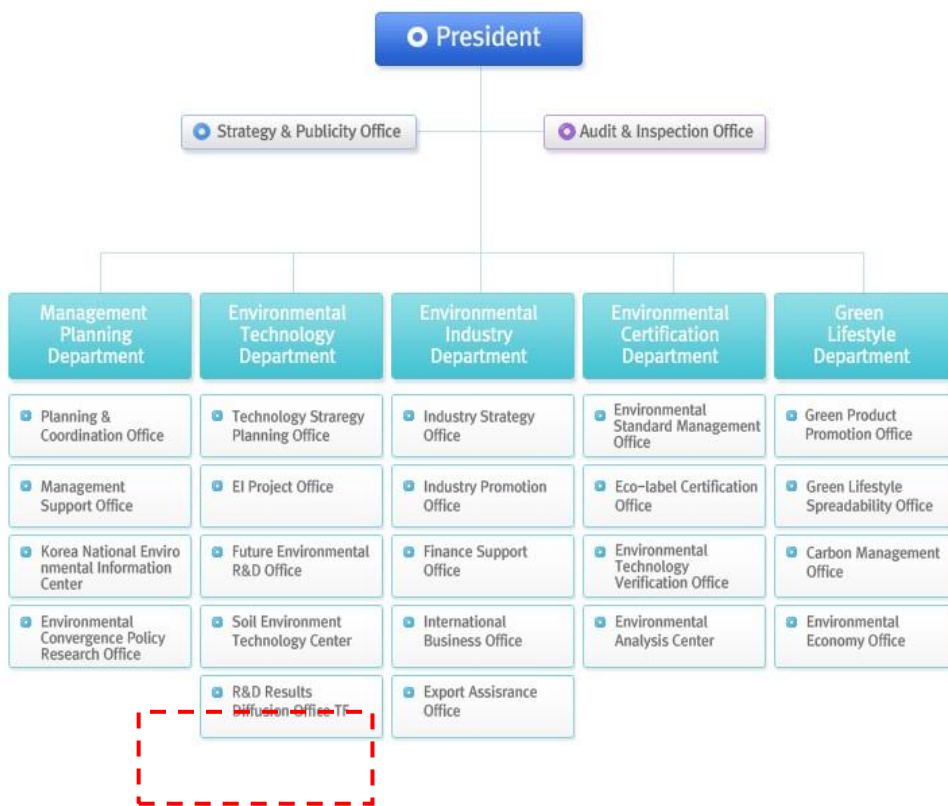 President
Strategy & Publicity Office
Audit & Inspection Office
Management
Planning
Department
Environmental
Technology
Department
Environmental
Industry
Department
Environmental
Certification
Department
Green
Lifestyle
Department
Planning &
Coordination Office
Management
Support Office
Korea National Enviro
nmental Information
Center
Environmental
Convergence Policy
Research Office
Technology Straregy
Planning Office
EI Project Office
Future Environmental
R&D Office
Soil Environment
Technology Center
R&D Results
Diffusion Office TF
Industry Strategy
Office
Industry Promotion
Office
Finance Support
Office
International
Business Office
Export Assisrance
Office
Environmental
Standard Management
Office
Eco-label Certification
Office
Environmental
Technology
Verification Office
Environmental
Analysis Center
Green Product
Promotion Office
Green Lifestyle
Spreadability Office
Carbon Management
Office
Environmental
Economy Office